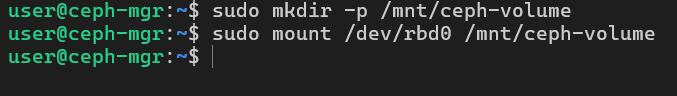 user@ceph-mgr:~$ sudo mkdir -p /mnt/ceph-volume
user@ceph-mgr:~$ sudo mount /dev/rbd0 /mnt/ceph-volume
user@ceph-mgr:~$